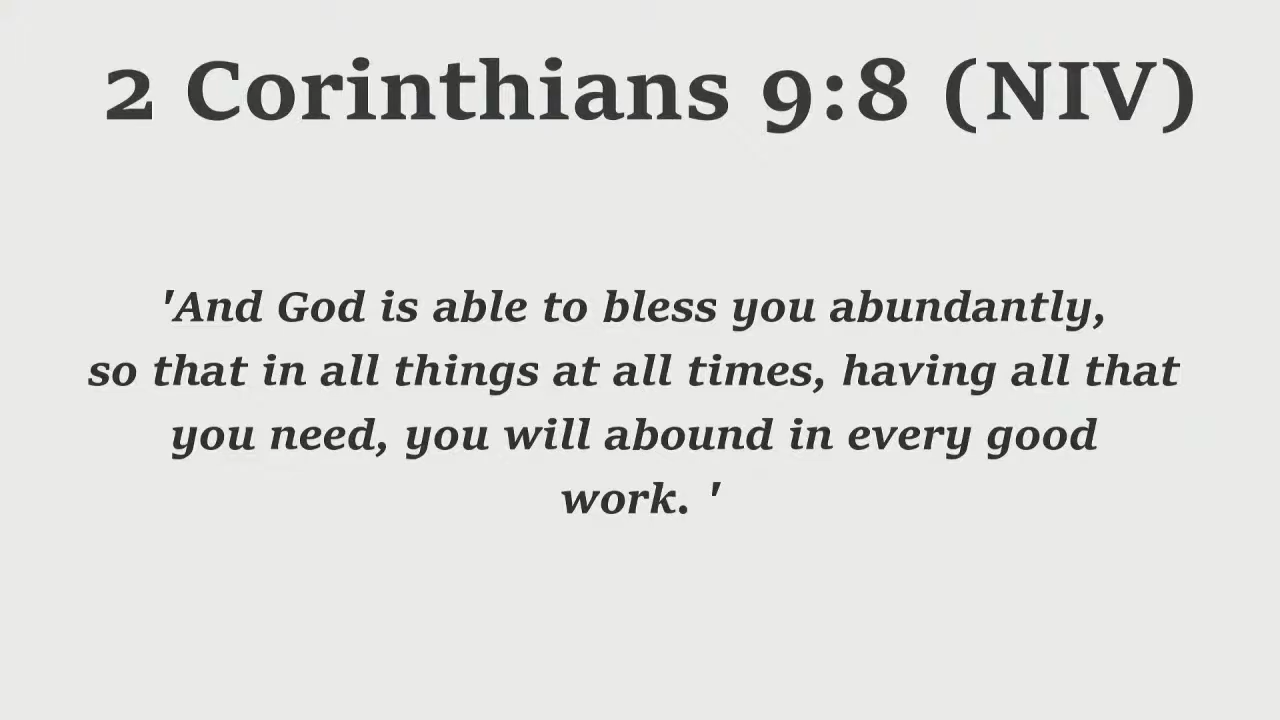 2 Corinthians 9:8 (NIV)
'And God is able to bless you abundantly,
so that in all things at all times, having all that
you need, you will abound in every good
work. '